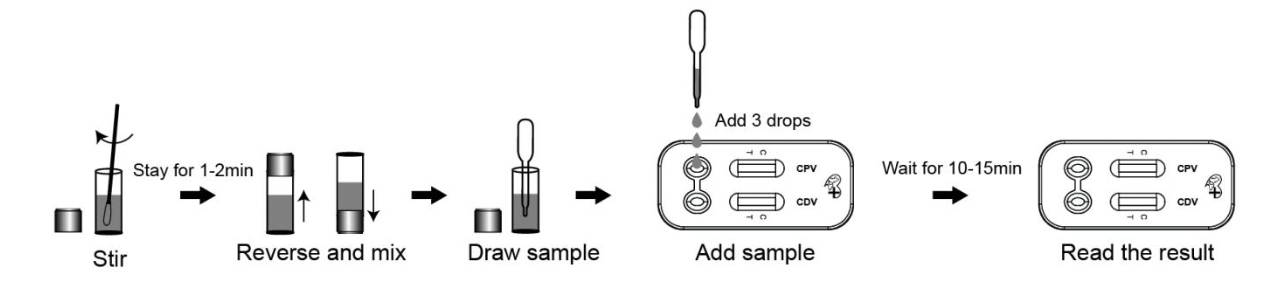 Stir
Stay for 1-2min
Reverse and mix
Draw sample
Add 3 drops
C
T
CPV
CDV
C
T
Add sample
Wait for 10-15min
C
T
CPV
CDV
C
T
Read the result